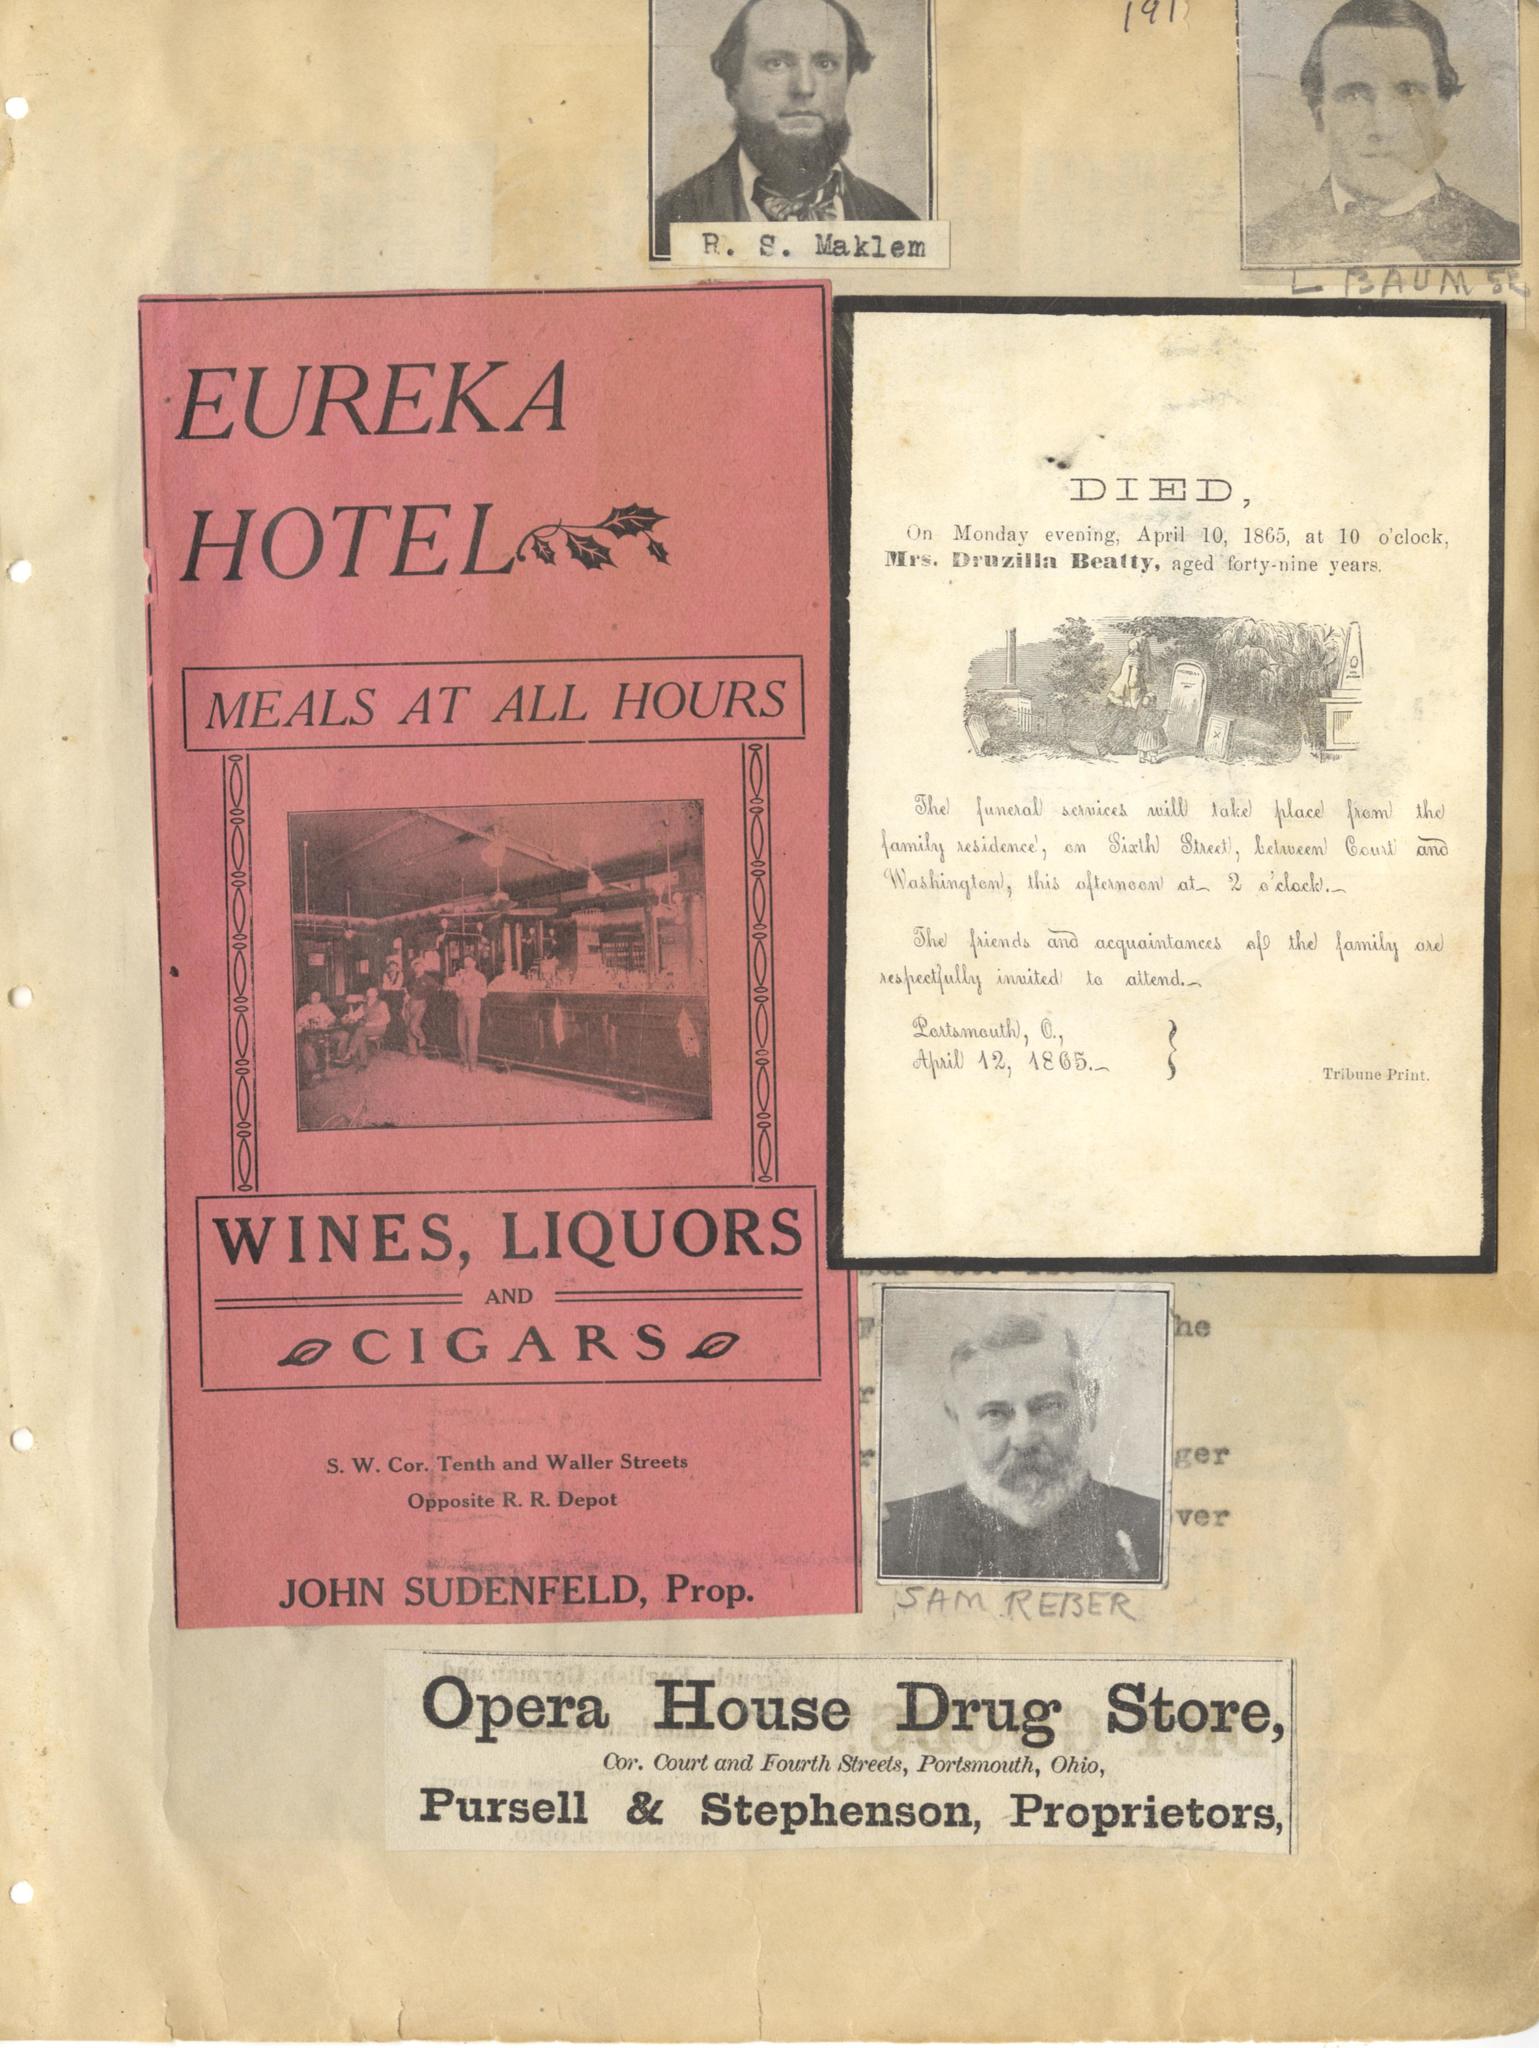 R. S. Maklem
L BAUM SR
EUREKA
HOTEL
MEALS AT ALL HOURS
WINES, LIQUORS
AND
CIGARS
S. W. Cor. Tenth and Waller Streets
Opposite R. R. Depot
JOHN SUDENFELD, Prop.
DIED,
On Monday evening, April 10, 1865, at 10 o'clock,
Mrs. Druzilla Beatty, aged forty-nine years.
The funeral services will take place from the
family residence, on Sixth Street, between Court and
Washington, this afternoon at 2 o'clock.
The friends and acquaintances of the family are
respectfully invited to attend.
Portsmouth, O.,
April 12, 1865.
Tribune Print.
he
ger
ver
SAM REBER
Opera House Drug Store,
Cor. Court and Fourth Streets, Portsmouth, Ohio,
Pursell & Stephenson, Proprietors,